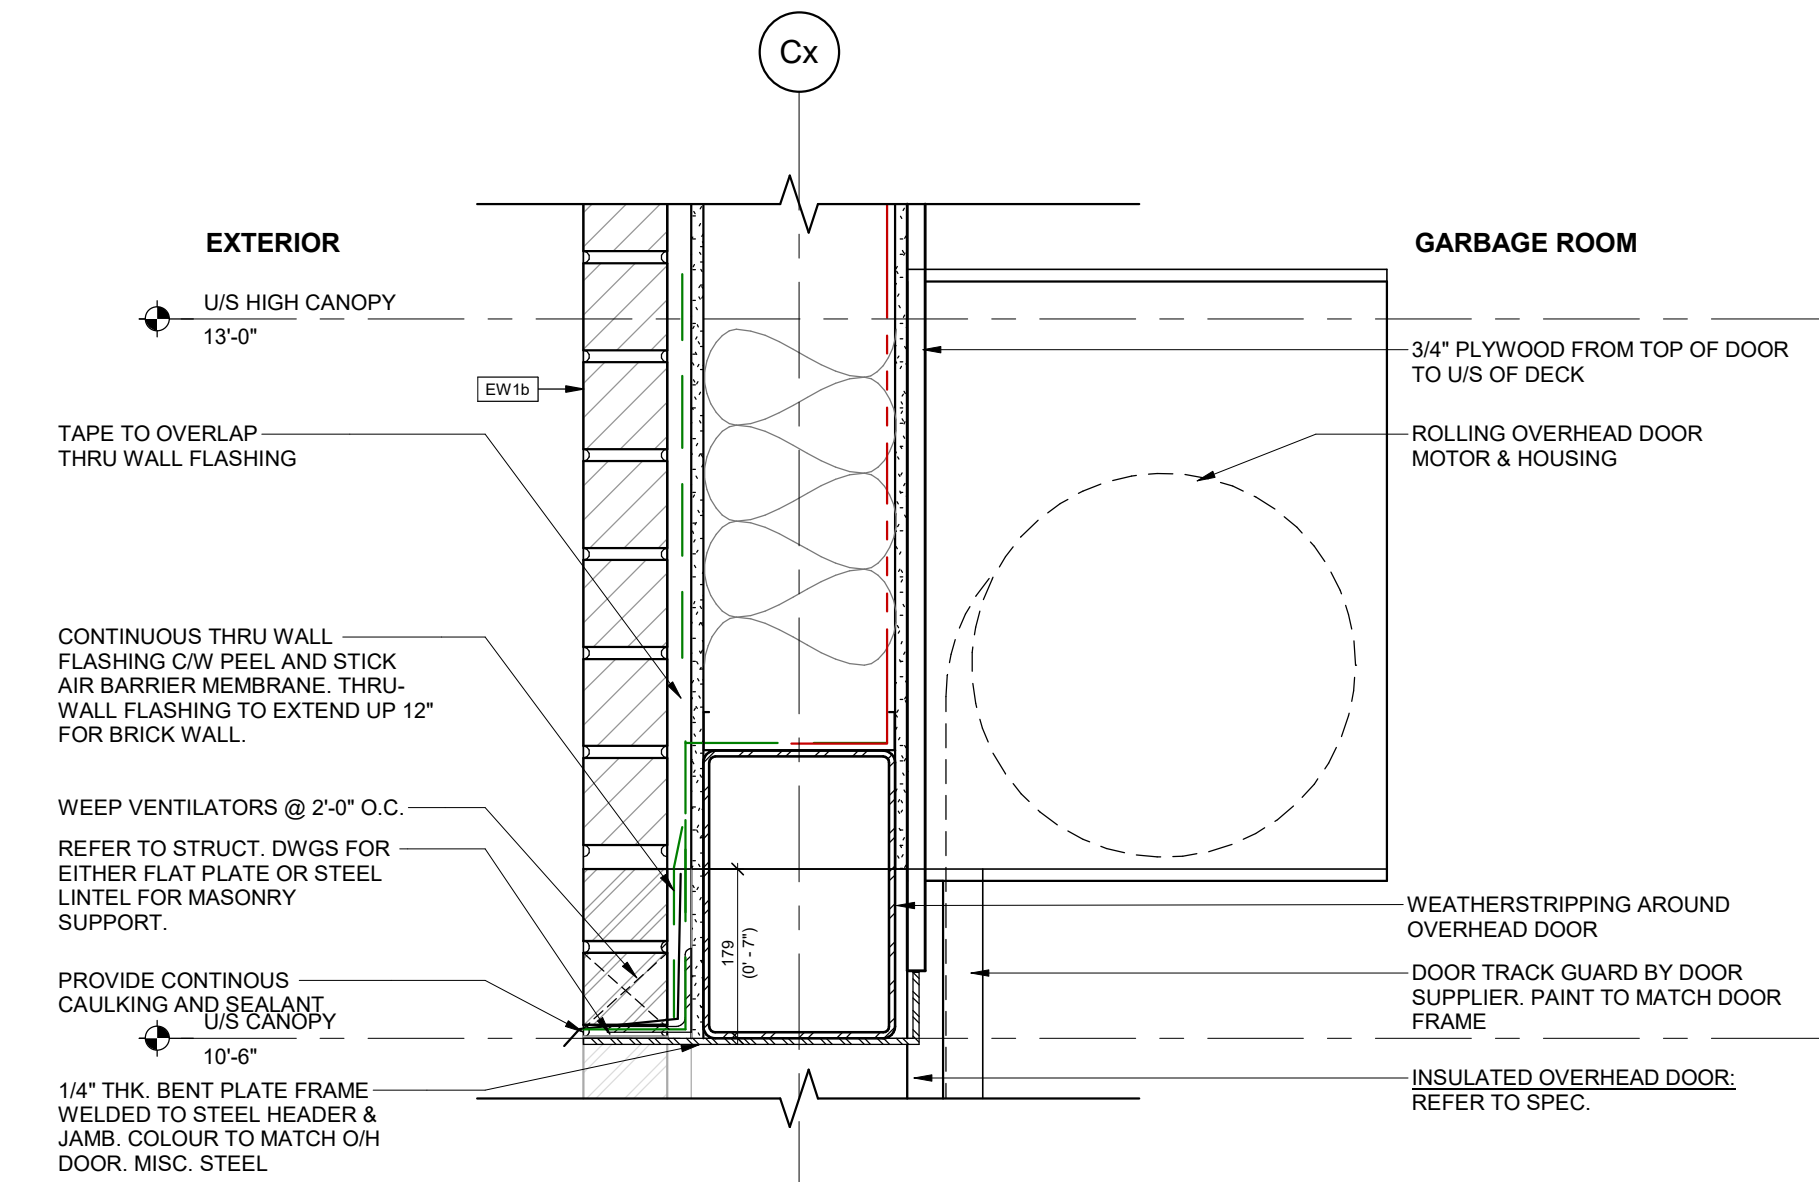 Cx
EXTERIOR
GARBAGE ROOM
U/S HIGH CANOPY
13'-0"
EW1b
3/4" PLYWOOD FROM TOP OF DOOR
TO U/S OF DECK
TAPE TO OVERLAP
THRU WALL FLASHING
ROLLING OVERHEAD DOOR
MOTOR & HOUSING
CONTINUOUS THRU WALL
FLASHING C/W PEEL AND STICK
AIR BARRIER MEMBRANE. THRU-
WALL FLASHING TO EXTEND UP 12"
FOR BRICK WALL.
WEEP VENTILATORS @ 2'-0" O.C.
REFER TO STRUCT. DWGS FOR
EITHER FLAT PLATE OR STEEL
LINTEL FOR MASONRY
SUPPORT.
179
(0' - 7")
WEATHERSTRIPPING AROUND
OVERHEAD DOOR
PROVIDE CONTINOUS
CAULKING AND SEALANT
DOOR TRACK GUARD BY DOOR
SUPPLIER. PAINT TO MATCH DOOR
FRAME
U/S CANOPY
10'-6"
1/4" THK. BENT PLATE FRAME
WELDED TO STEEL HEADER &
JAMB. COLOUR TO MATCH O/H
DOOR. MISC. STEEL
INSULATED OVERHEAD DOOR:
REFER TO SPEC.